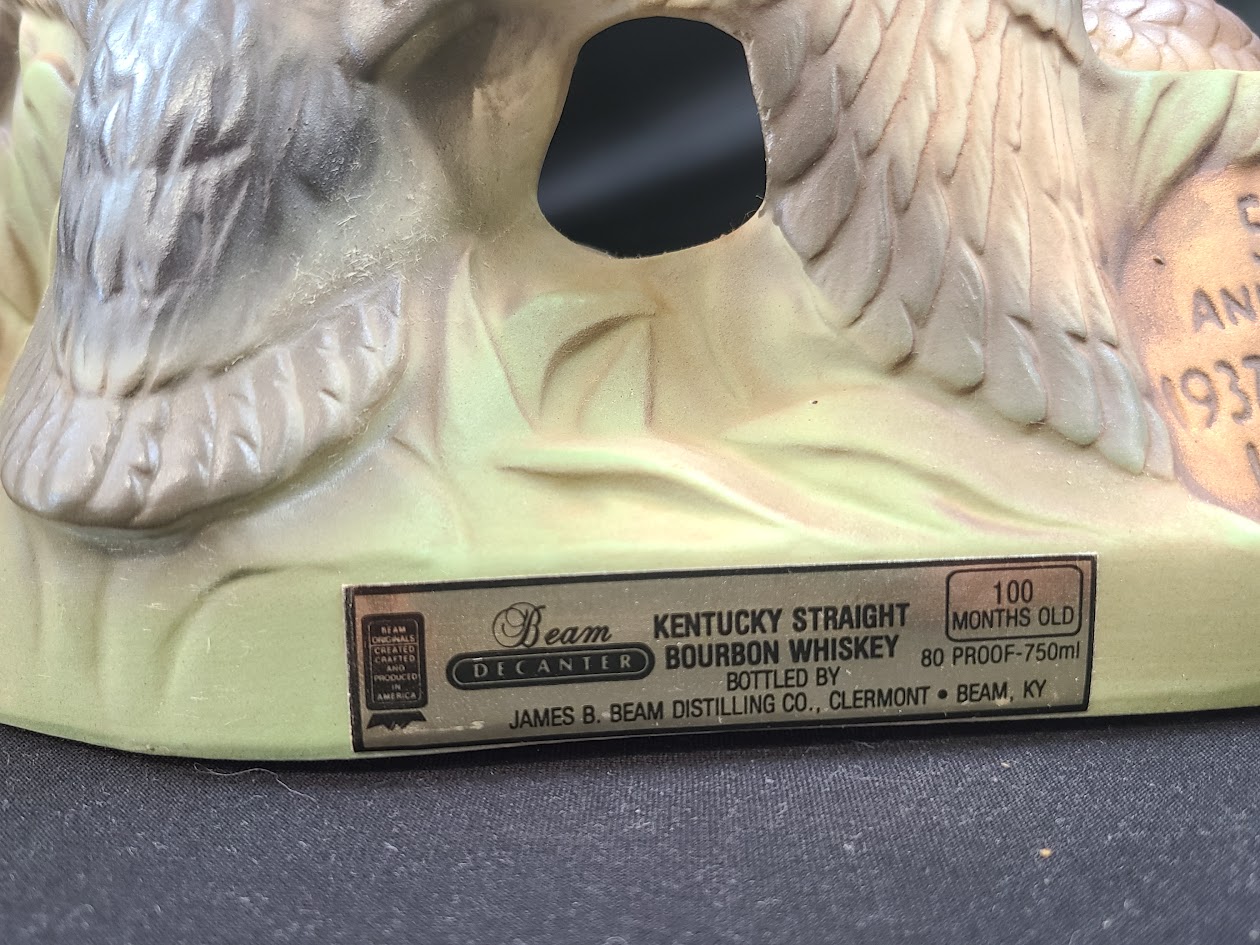 AN
1937
BEAM
ORIGINALS
CREATED
CRAFTED
AND
PRODUCED
IN
AMERICA
Beam
DECANTER
KENTUCKY STRAIGHT
BOURBON WHISKEY
BOTTLED BY
JAMES B. BEAM DISTILLING CO., CLERMONT • BEAM, KY
100
MONTHS OLD
80 PROOF-750ml